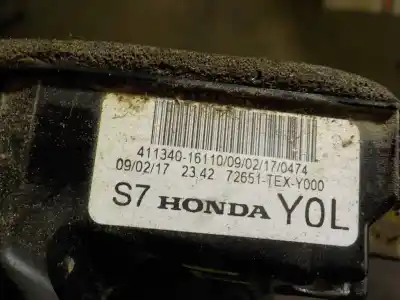 411340-16110/09/02/17/0474
09/02/17 23,42 72651-TEX-Y000
S7 HONDA Y0L